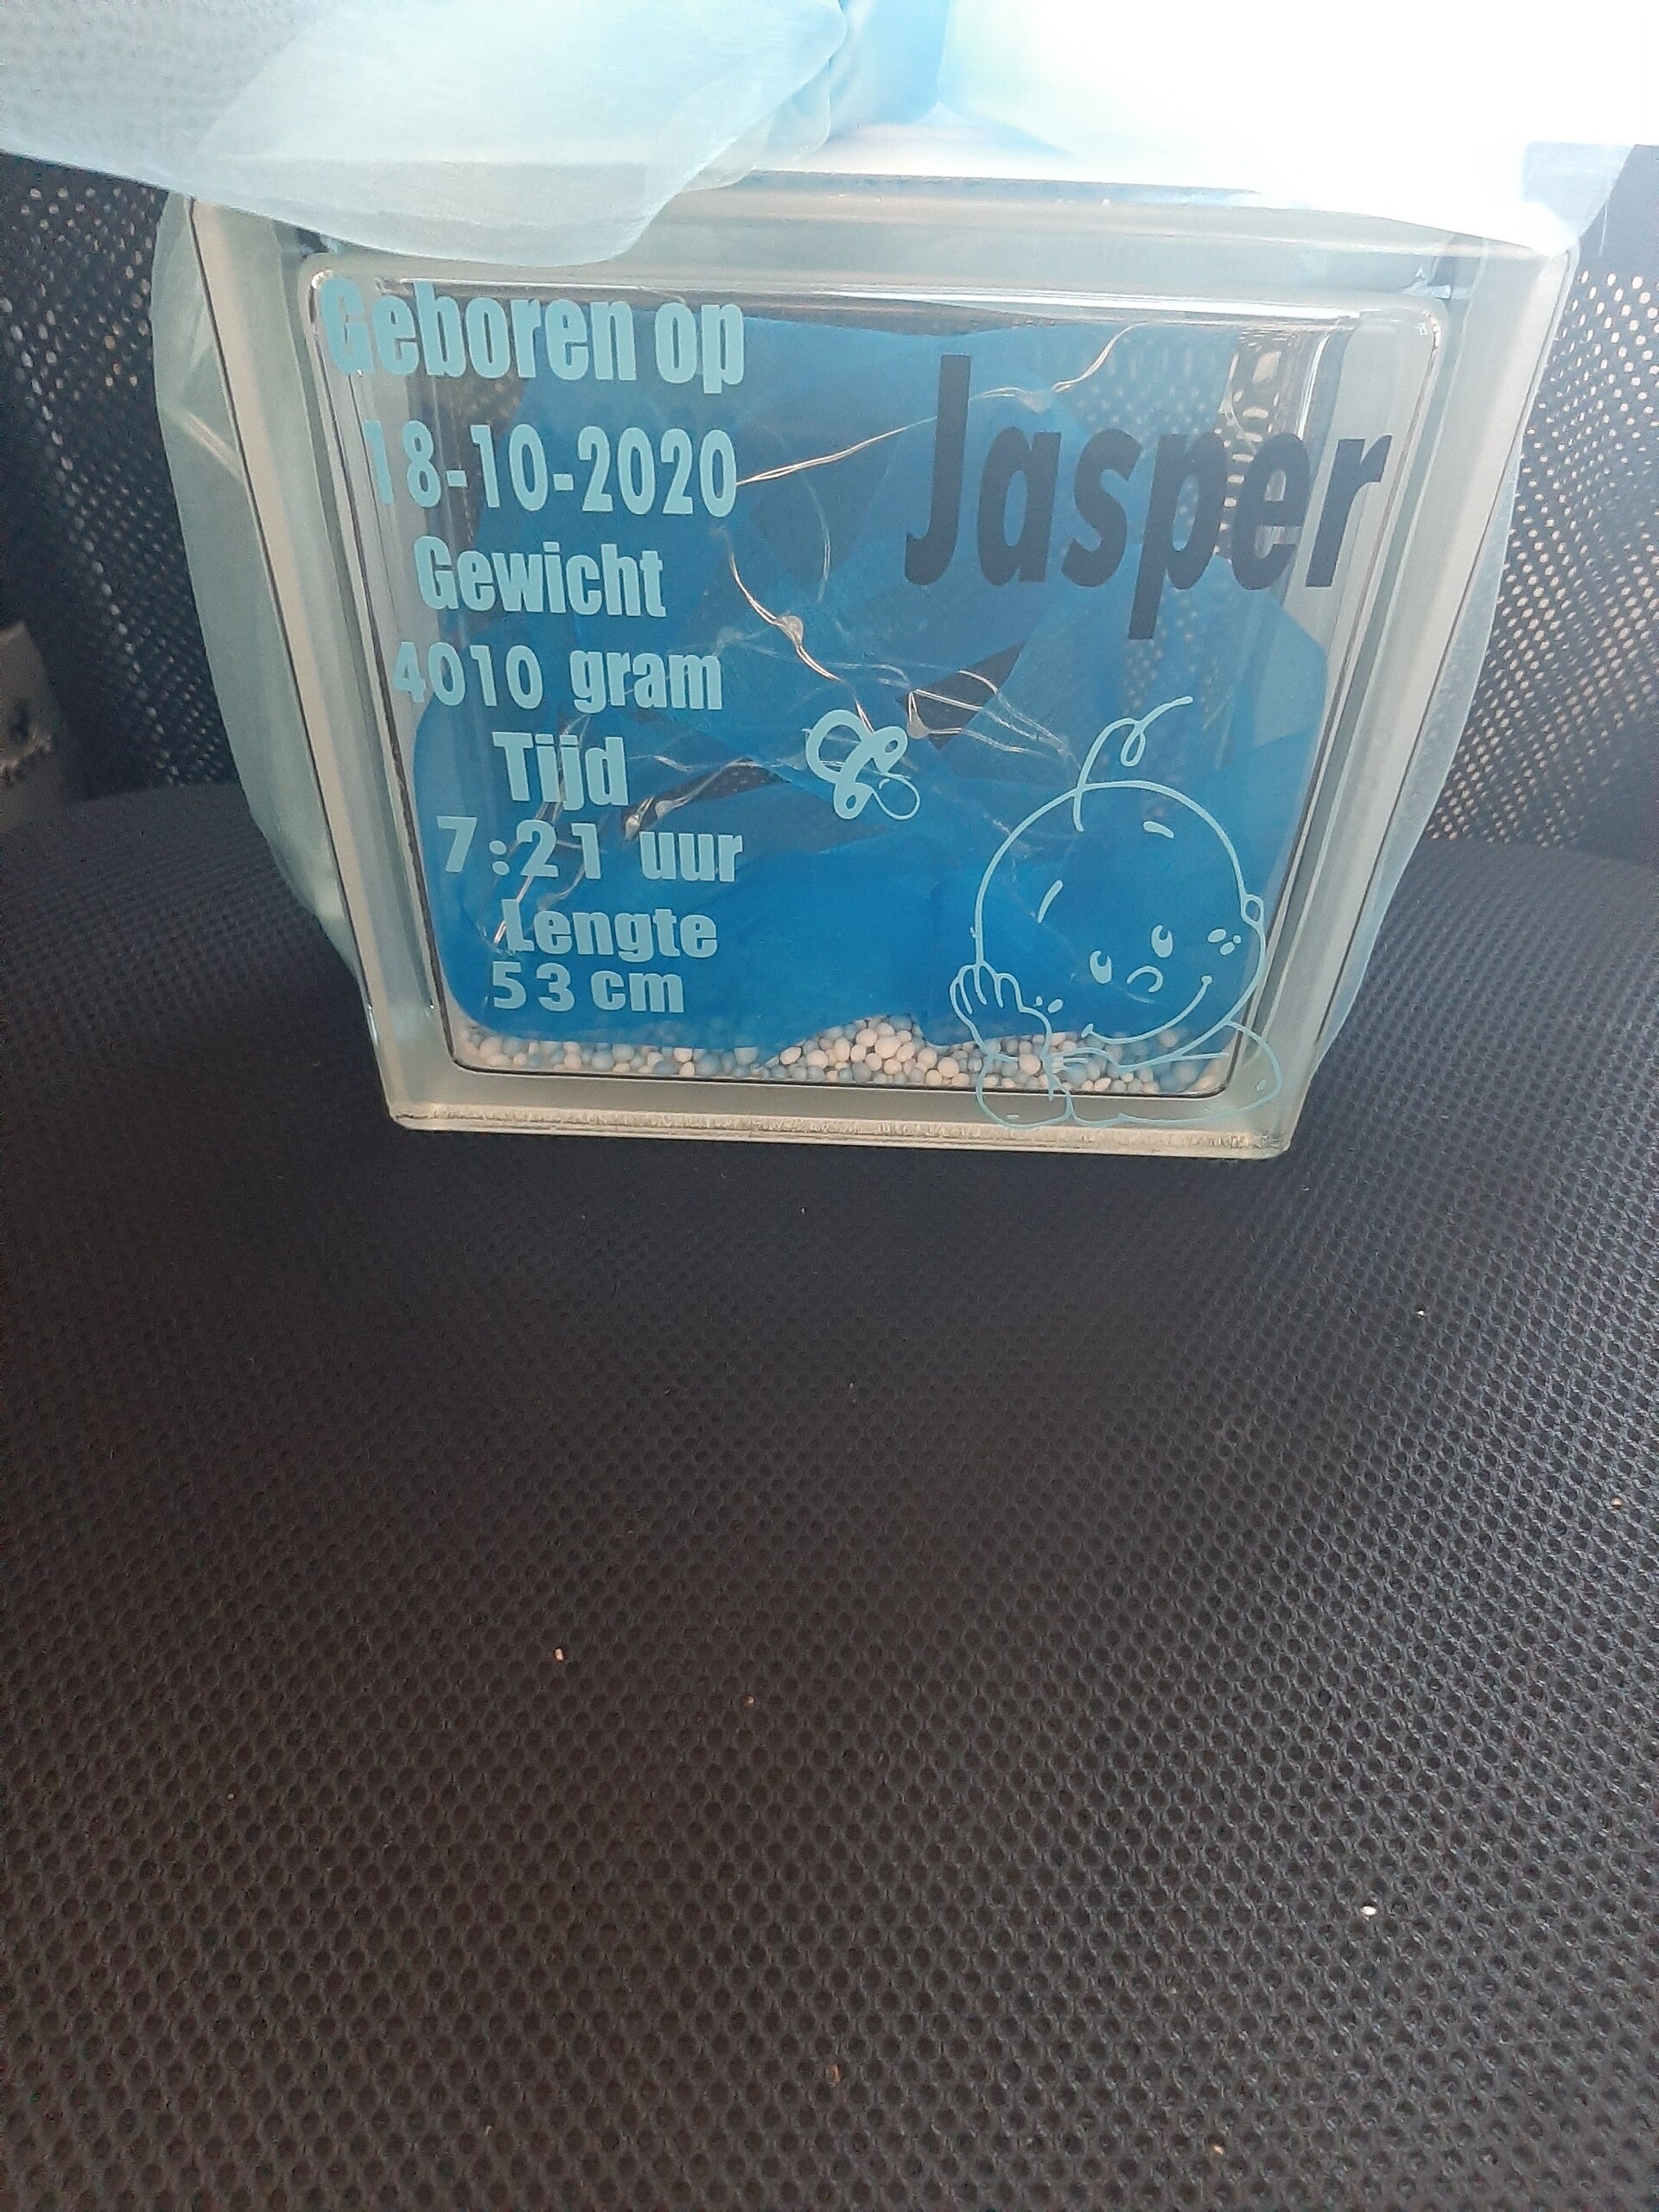 Geboren op
18-10-2020
Gewicht
4010 gram
Tijd
7:21 uur
Lengte
53 cm
Jasper